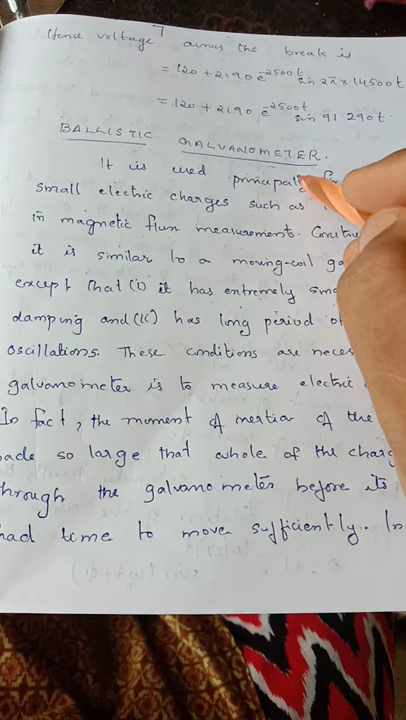 Hence voltage across the break is
= 120 + 2190 e^-2500t sin 2π × 14500t
= 120 + 2190 e^-2500t sin 91 290t.
BALLISTIC GALVANOMETER.
It is used principal
small electric charges such as
in magnetic flux measurements.
it is similar to a moving-coil ga
except that (i) it has extremely sm
damping and (ii) has long period of
oscillations. These conditions are neces
galvanometer is to measure electric
In fact, the moment of inertia of the
made so large that whole of the charg
through the galvanometer before its
had time to move sufficiently. In